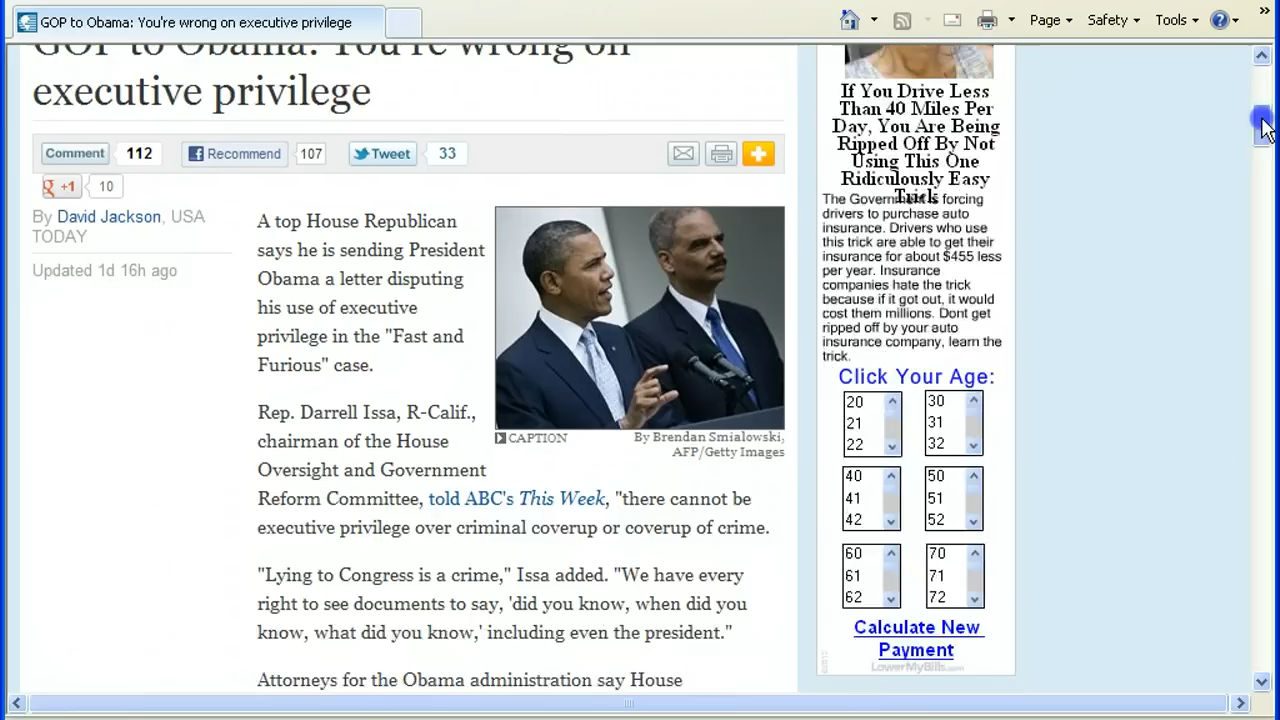 GOP to Obama: You're wrong on executive privilege
Page
Safety
Tools
GOP to Obama: You're wrong on
executive privilege
Comment 112
Recommend 107
Tweet 33
+1 10
By David Jackson, USA
TODAY
Updated 1d 16h ago
A top House Republican
says he is sending President
Obama a letter disputing
his use of executive
privilege in the "Fast and
Furious" case.
CAPTION
By Brendan Smialowski,
AFP/Getty Images
Rep. Darrell Issa, R-Calif.,
chairman of the House
Oversight and Government
Reform Committee, told ABC's This Week, "there cannot be
executive privilege over criminal coverup or coverup of crime.
"Lying to Congress is a crime," Issa added. "We have every
right to see documents to say, 'did you know, when did you
know, what did you know,' including even the president."
Attorneys for the Obama administration say House
If You Drive Less
Than 40 Miles Per
Day, You Are Being
Ripped Off By Not
Using This One
Ridiculously Easy
Trick
The Government is forcing
drivers to purchase auto
insurance. Drivers who use
this trick are able to get their
insurance for about $455 less
per year. Insurance
companies hate the trick
because if it got out, it would
cost them millions. Dont get
ripped off by your auto
insurance company, learn the
trick.
Click Your Age:
20 30
21 31
22 32
40 50
41 51
42 52
60 70
61 71
62 72
Calculate New
Payment
LowerMyBills.com